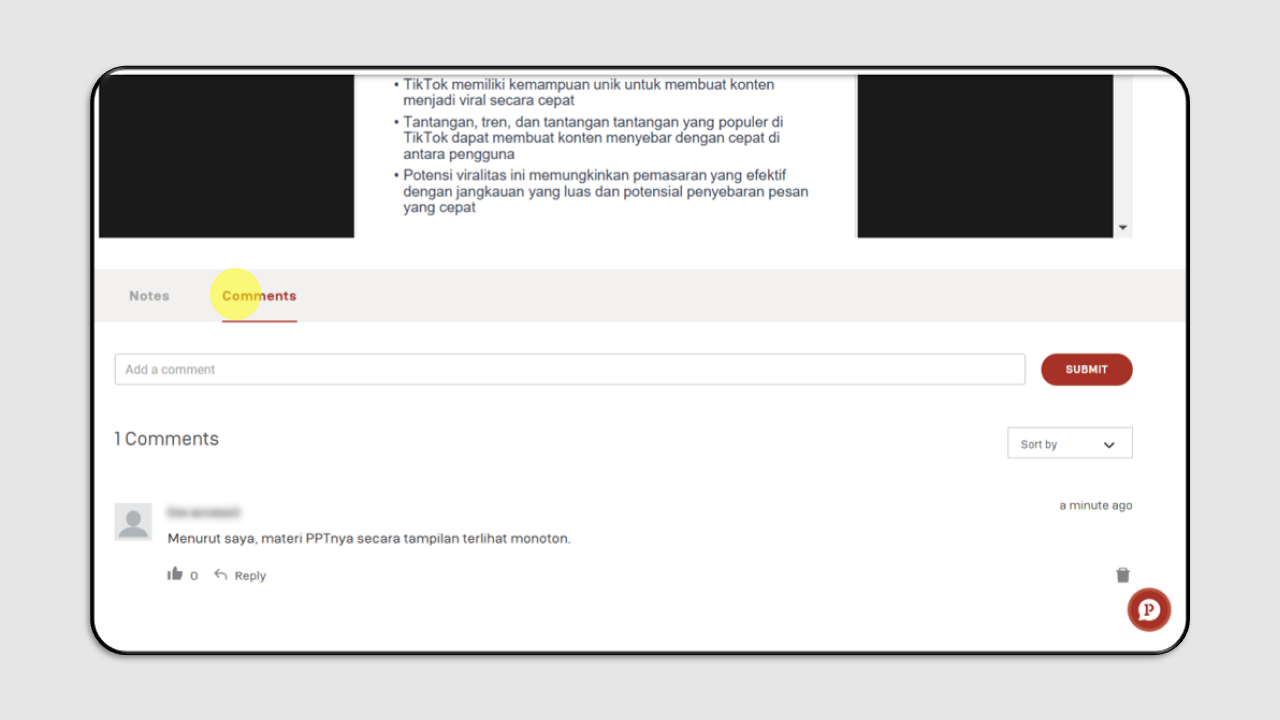 • TikTok memiliki kemampuan unik untuk membuat konten
menjadi viral secara cepat
• Tantangan, tren, dan tantangan tantangan yang populer di
TikTok dapat membuat konten menyebar dengan cepat di
antara pengguna
• Potensi viralitas ini memungkinkan pemasaran yang efektif
dengan jangkauan yang luas dan potensial penyebaran pesan
yang cepat
Notes
Comments
Add a comment
SUBMIT
1 Comments
Sort by
a minute ago
Menurut saya, materi PPTnya secara tampilan terlihat monoton.
0 Reply
P